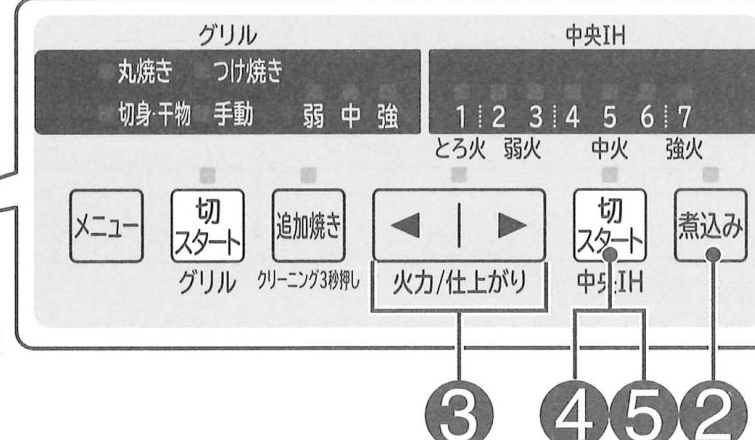 グリル 中央IH
丸焼き つけ焼き
切身・干物 手動 弱 中 強 1 2 3 4 5 6 7
とろ火 弱火 中火 強火
メニュー 切 スタート 追加焼き ◀ | ▶ 切 スタート 煮込み
グリル クリーニング3秒押し 火力/仕上がり 中央IH
3 4 5 2